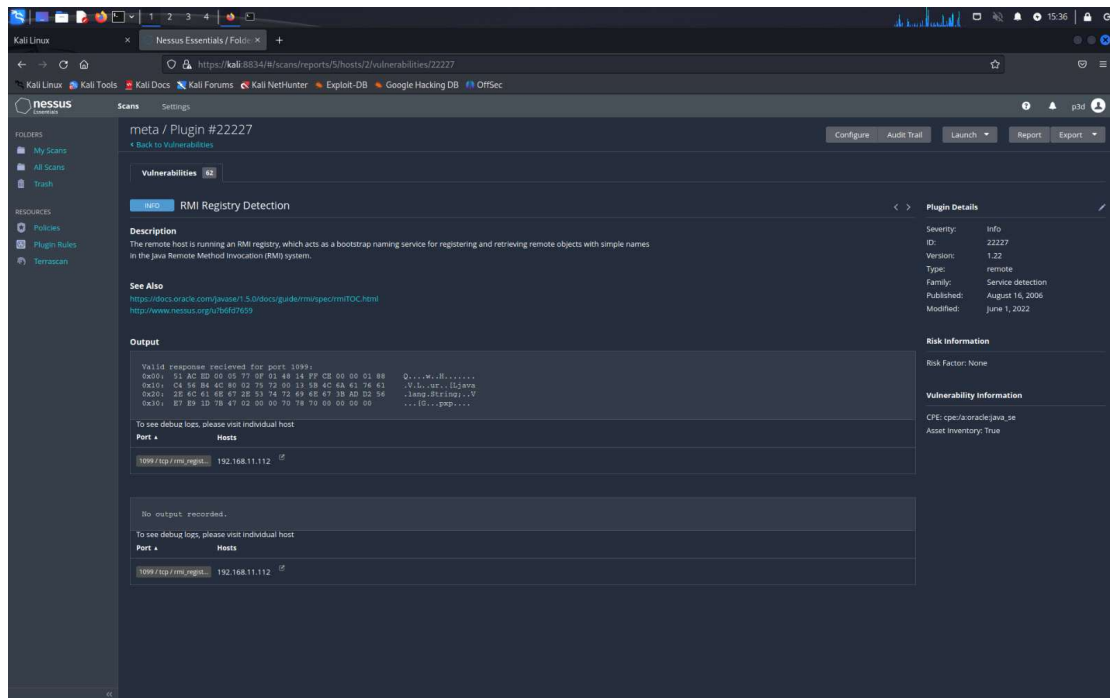 1 2 3 4
15:36
Kali Linux
Nessus Essentials / Folde
https://kali:8834/#/scans/reports/5/hosts/2/vulnerabilities/22227
Kali Linux Kali Tools Kali Docs Kali Forums Kali NetHunter Exploit-DB Google Hacking DB OffSec
nessus
Essentials
Scans Settings
p3d
FOLDERS
My Scans
All Scans
Trash
RESOURCES
Policies
Plugin Rules
Terrascan
meta / Plugin #22227
Back to Vulnerabilities
Configure Audit Trail Launch Report Export
Vulnerabilities 62
INFO RMI Registry Detection
Description
The remote host is running an RMI registry, which acts as a bootstrap naming service for registering and retrieving remote objects with simple names
in the Java Remote Method Invocation (RMI) system.
See Also
https://docs.oracle.com/javase/1.5.0/docs/guide/rmi/spec/rmiTOC.html
http://www.nessus.org/u?b6fd7659
Output
Valid response recieved for port 1099:
0x00: 51 AC ED 00 05 77 0F 01 48 14 FF CE 00 00 01 88 Q....w..H.......
0x10: C4 56 B4 4C 80 02 75 72 00 13 5B 4C 6A 61 76 61 .V.L..ur..[Ljava
0x20: 2E 6C 61 6E 67 2E 53 74 72 69 6E 67 3B AD D2 56 .lang.String;..V
0x30: E7 E9 1D 7B 47 02 00 00 70 78 70 00 00 00 00 ...{G...pxp....
To see debug logs, please visit individual host
Port Hosts
1099 / tcp / rmi_regist... 192.168.11.112
No output recorded.
To see debug logs, please visit individual host
Port Hosts
1099 / tcp / rmi_regist... 192.168.11.112
Plugin Details
Severity: Info
ID: 22227
Version: 1.22
Type: remote
Family: Service detection
Published: August 16, 2006
Modified: June 1, 2022
Risk Information
Risk Factor: None
Vulnerability Information
CPE: cpe:/a:oracle:java_se
Asset Inventory: True